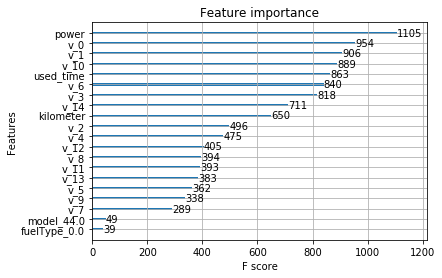 Feature importance
power 1105
v_0 954
v_1 906
v_10 889
used_time 863
v_6 840
v_3 818
v_14 711
kilometer 650
v_2 496
v_4 475
v_12 405
v_8 394
v_11 393
v_13 383
v_5 362
v_9 338
v_7 289
model_44.0 49
fuelType_0.0 39
0 200 400 600 800 1000 1200
F score
Features